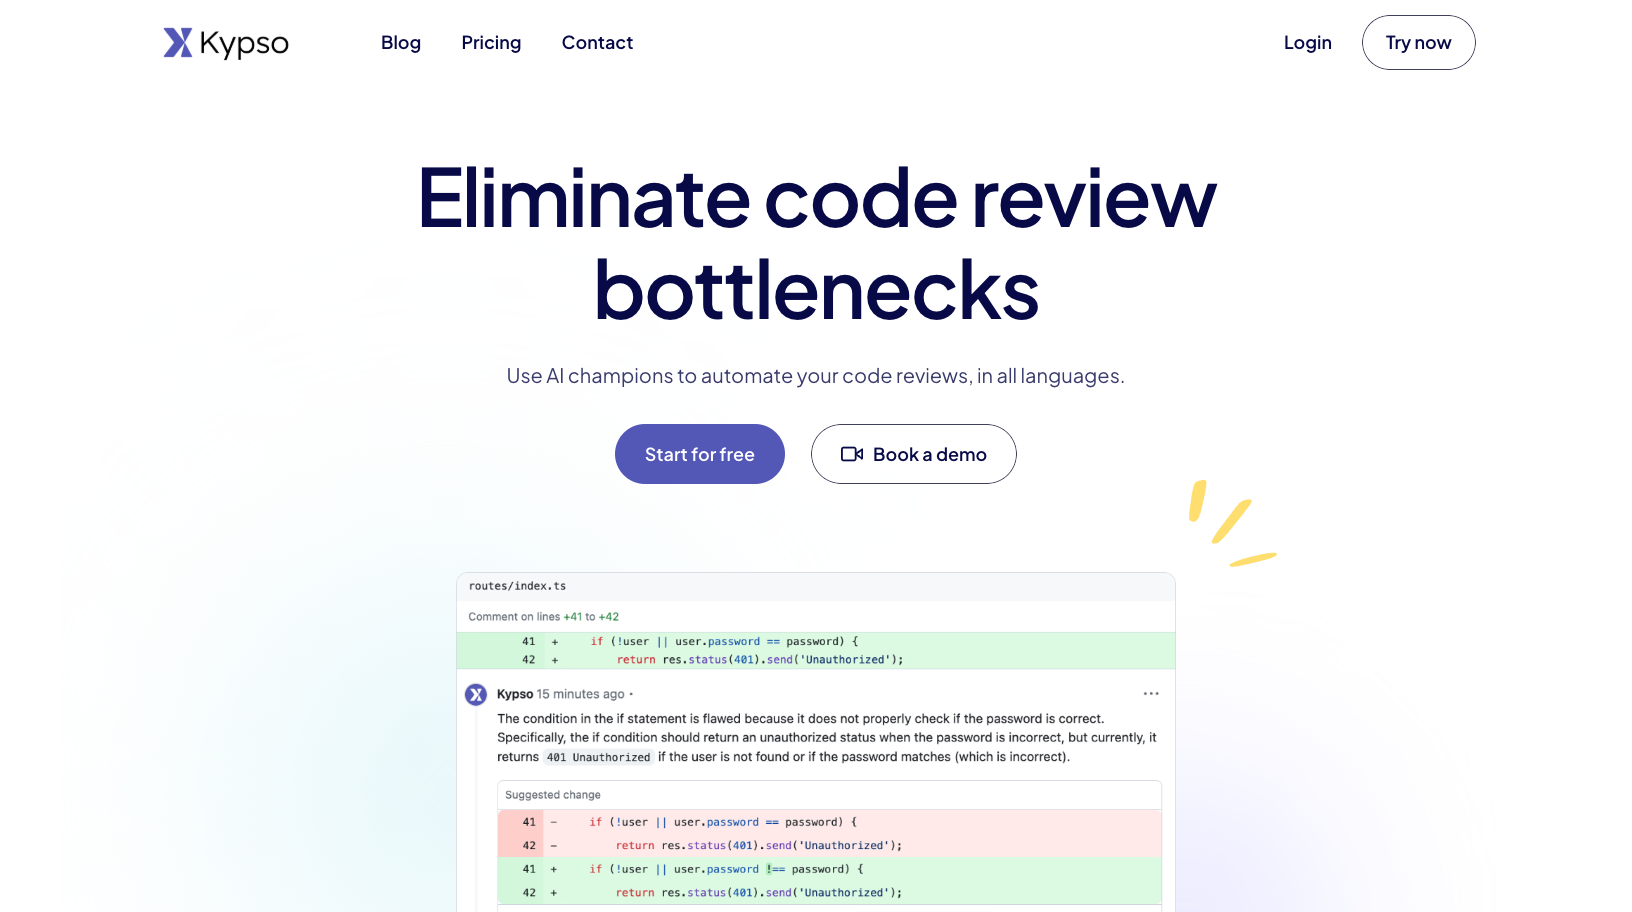 Kypso
Blog Pricing Contact
Login Try now
Eliminate code review
bottlenecks
Use AI champions to automate your code reviews, in all languages.
Start for free Book a demo
routes/index.ts
Comment on lines +41 to +42
41 + if (!user || user.password == password) {
42 + return res.status(401).send('Unauthorized');
Kypso 15 minutes ago •
The condition in the if statement is flawed because it does not properly check if the password is correct.
Specifically, the if condition should return an unauthorized status when the password is incorrect, but currently, it
returns 401 Unauthorized if the user is not found or if the password matches (which is incorrect).
Suggested change
41 − if (!user || user.password == password) {
42 − return res.status(401).send('Unauthorized');
41 + if (!user || user.password !== password) {
42 + return res.status(401).send('Unauthorized');